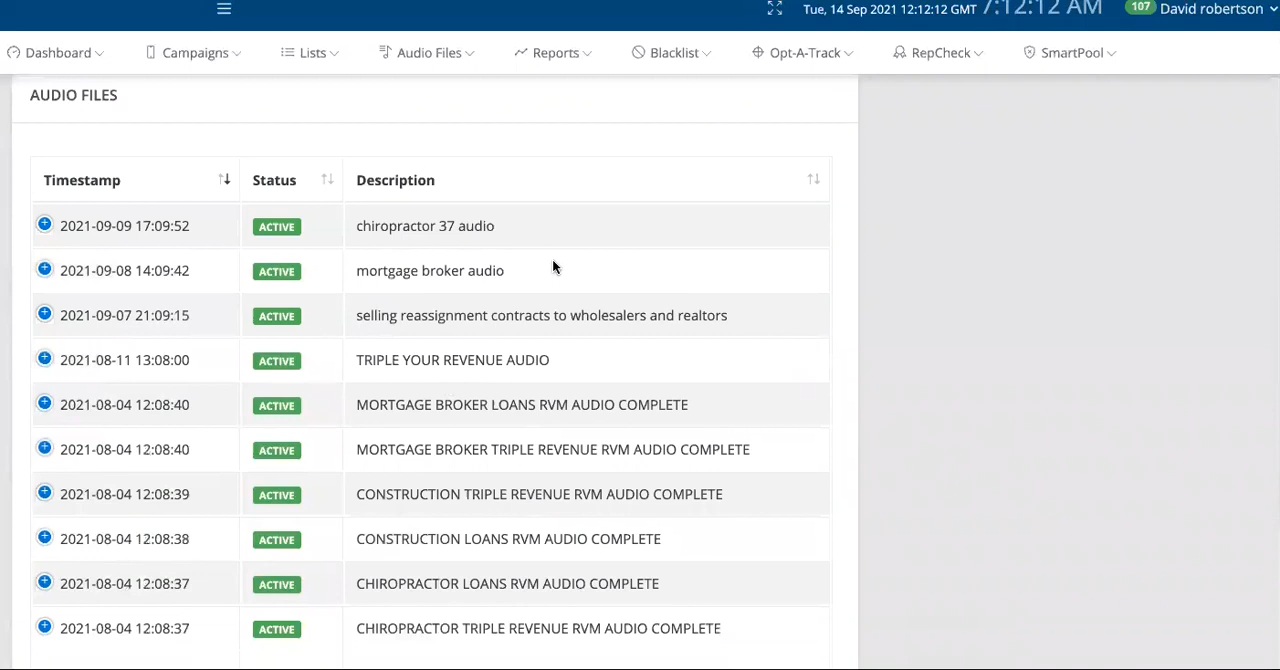 Tue, 14 Sep 2021 12:12:12 GMT 7:12:12 AM 107 David robertson
Dashboard Campaigns Lists Audio Files Reports Blacklist Opt-A-Track RepCheck SmartPool
AUDIO FILES
Timestamp Status Description
2021-09-09 17:09:52 ACTIVE chiropractor 37 audio
2021-09-08 14:09:42 ACTIVE mortgage broker audio
2021-09-07 21:09:15 ACTIVE selling reassignment contracts to wholesalers and realtors
2021-08-11 13:08:00 ACTIVE TRIPLE YOUR REVENUE AUDIO
2021-08-04 12:08:40 ACTIVE MORTGAGE BROKER LOANS RVM AUDIO COMPLETE
2021-08-04 12:08:40 ACTIVE MORTGAGE BROKER TRIPLE REVENUE RVM AUDIO COMPLETE
2021-08-04 12:08:39 ACTIVE CONSTRUCTION TRIPLE REVENUE RVM AUDIO COMPLETE
2021-08-04 12:08:38 ACTIVE CONSTRUCTION LOANS RVM AUDIO COMPLETE
2021-08-04 12:08:37 ACTIVE CHIROPRACTOR LOANS RVM AUDIO COMPLETE
2021-08-04 12:08:37 ACTIVE CHIROPRACTOR TRIPLE REVENUE RVM AUDIO COMPLETE